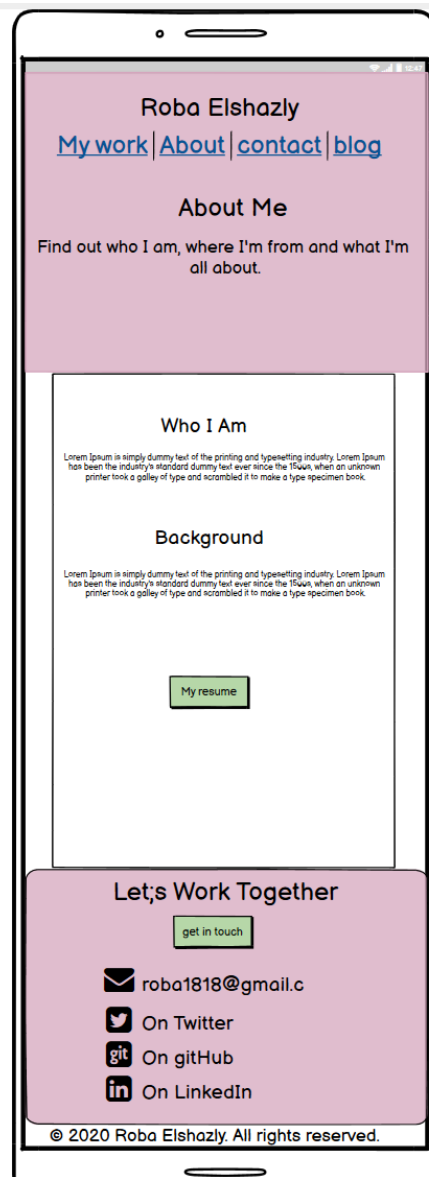 12:47
Roba Elshazly
My work About contact blog
About Me
Find out who I am, where I'm from and what I'm
all about.
Who I Am
Lorem Ipsum is simply dummy text of the printing and typesetting industry. Lorem Ipsum
has been the industry's standard dummy text ever since the 1500s, when an unknown
printer took a galley of type and scrambled it to make a type specimen book.
Background
Lorem Ipsum is simply dummy text of the printing and typesetting industry. Lorem Ipsum
has been the industry's standard dummy text ever since the 1500s, when an unknown
printer took a galley of type and scrambled it to make a type specimen book.
My resume
Let;s Work Together
get in touch
roba1818@gmail.c
On Twitter
git On gitHub
in On LinkedIn
© 2020 Roba Elshazly. All rights reserved.